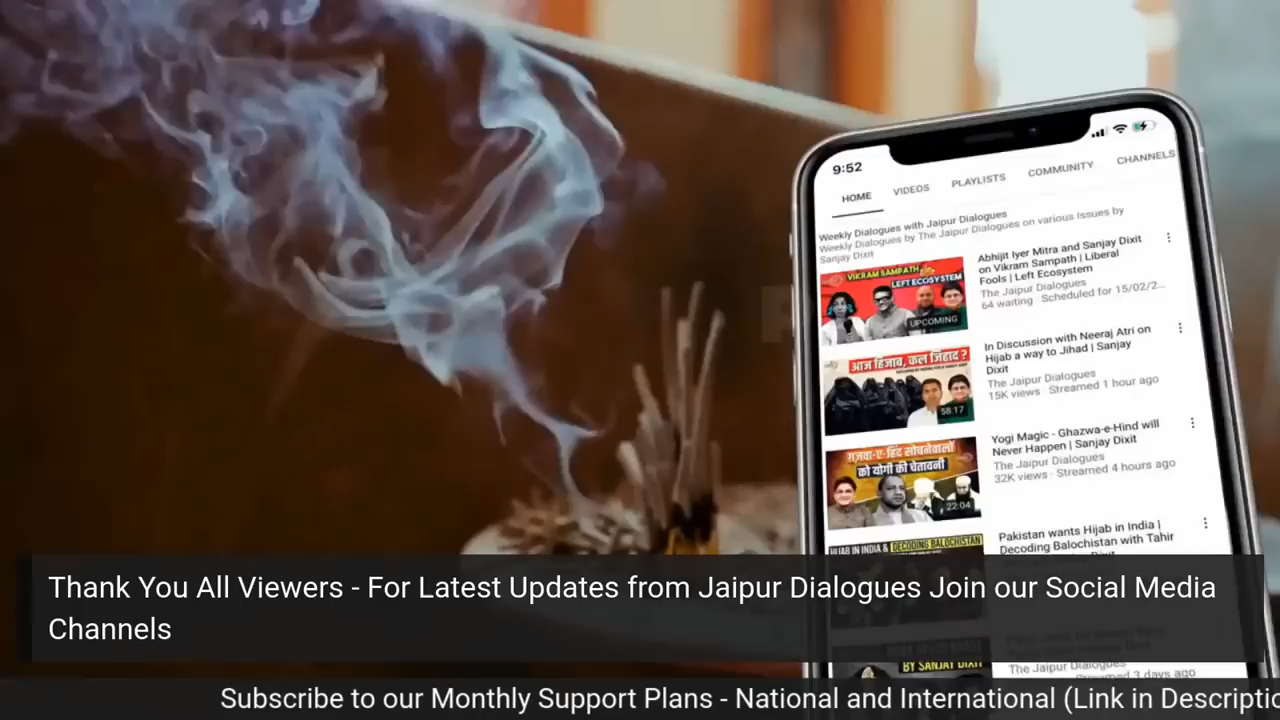 9:52
HOME VIDEOS PLAYLISTS COMMUNITY CHANNELS
Weekly Dialogues with Jaipur Dialogues
Weekly Dialogues by The Jaipur Dialogues on various Issues by
Sanjay Dixit
VIKRAM SAMPATH
LEFT ECOSYSTEM
UPCOMING
Abhijit Iyer Mitra and Sanjay Dixit
on Vikram Sampath | Liberal
Fools | Left Ecosystem
The Jaipur Dialogues
64 waiting Scheduled for 15/02/2...
आज हिजाब, कल जिहाद ?
58:17
In Discussion with Neeraj Atri on
Hijab a way to Jihad | Sanjay
Dixit
The Jaipur Dialogues
15K views Streamed 1 hour ago
ग़ज़वा-ए-हिंद सोचनेवालों
को योगी की चेतावनी
22:04
Yogi Magic - Ghazwa-e-Hind will
Never Happen | Sanjay Dixit
The Jaipur Dialogues
32K views Streamed 4 hours ago
HIJAB IN INDIA & DECODING BALOCHISTAN
Pakistan wants Hijab in India |
Decoding Balochistan with Tahir
Thank You All Viewers - For Latest Updates from Jaipur Dialogues Join our Social Media
Channels
BY SANJAY DIXIT
The Jaipur Dialogues
Streamed 3 days ago
Subscribe to our Monthly Support Plans - National and International (Link in Descriptio